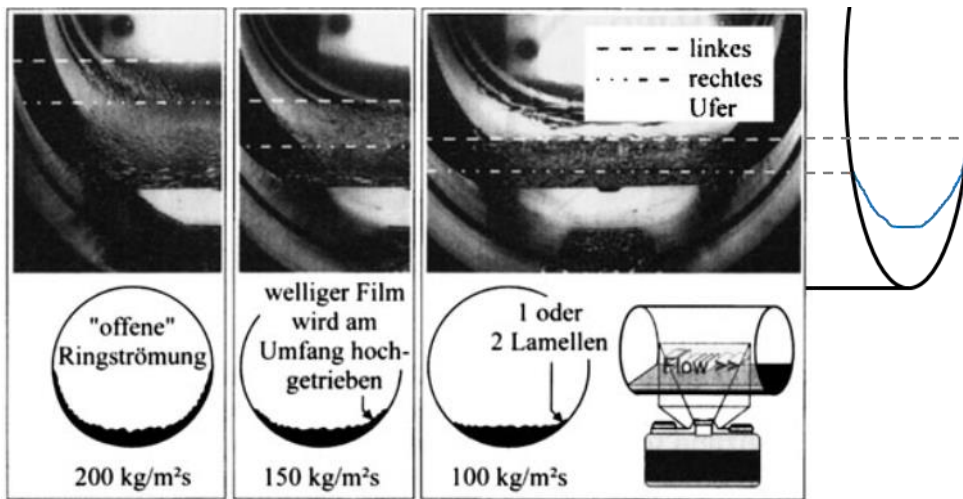 linkes
rechtes
Ufer
"offene"
Ringströmung
welliger Film
wird am
Umfang hoch-
getrieben
1 oder
2 Lamellen
Flow >>
200 kg/m²s
150 kg/m²s
100 kg/m²s